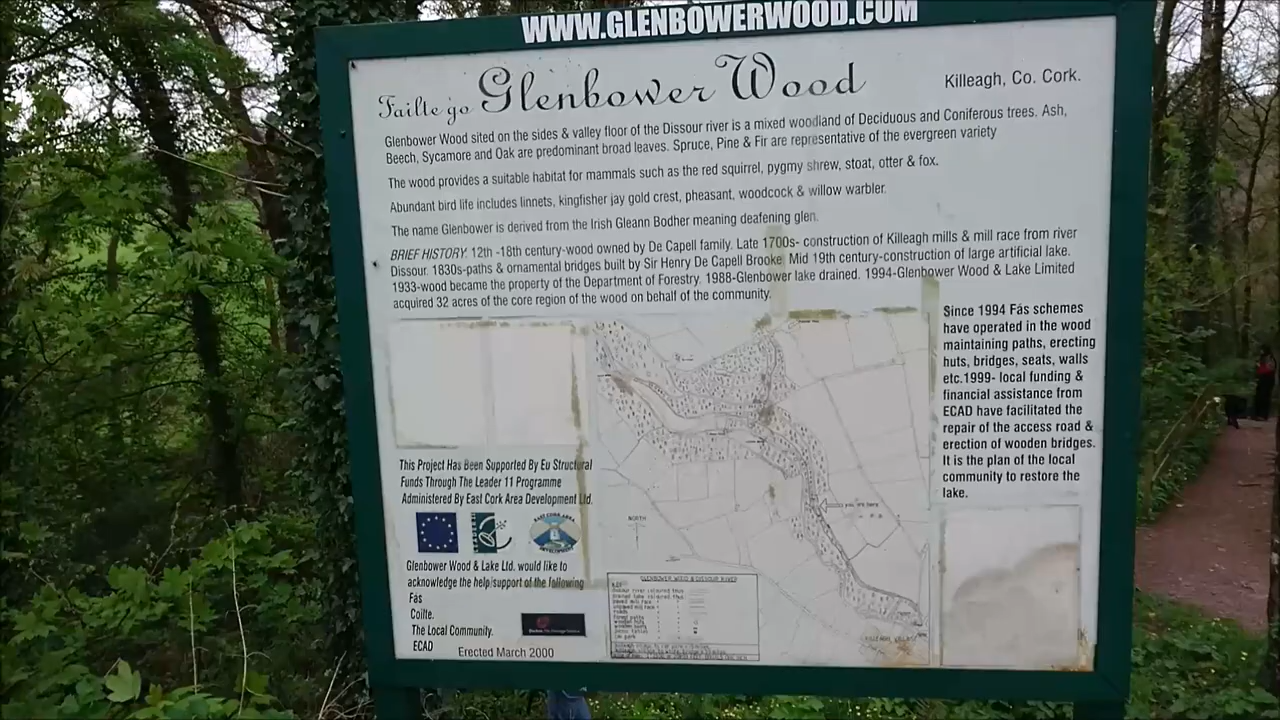 WWW.GLENBOWERWOOD.COM
Failte go Glenbower Wood
Killeagh, Co. Cork.
Glenbower Wood sited on the sides & valley floor of the Dissour river is a mixed woodland of Deciduous and Coniferous trees. Ash,
Beech, Sycamore and Oak are predominant broad leaves. Spruce, Pine & Fir are representative of the evergreen variety
The wood provides a suitable habitat for mammals such as the red squirrel, pygmy shrew, stoat, otter & fox.
Abundant bird life includes linnets, kingfisher jay gold crest, pheasant, woodcock & willow warbler.
The name Glenbower is derived from the Irish Gleann Bodher meaning deafening glen.
BRIEF HISTORY. 12th -18th century-wood owned by De Capell family. Late 1700s- construction of Killeagh mills & mill race from river
Dissour. 1830s-paths & ornamental bridges built by Sir Henry De Capell Brooke. Mid 19th century-construction of large artificial lake.
1933-wood became the property of the Department of Forestry. 1988-Glenbower lake drained. 1994-Glenbower Wood & Lake Limited
acquired 32 acres of the core region of the wood on behalf of the community.
Since 1994 Fás schemes
have operated in the wood
maintaining paths, erecting
huts, bridges, seats, walls
etc.1999- local funding &
financial assistance from
ECAD have facilitated the
repair of the access road &
erection of wooden bridges.
It is the plan of the local
community to restore the
lake.
This Project Has Been Supported By Eu Structural
Funds Through The Leader 11 Programme
Administered By East Cork Area Development Ltd.
EAST CORK AREA
DEVELOPMENT
Glenbower Wood & Lake Ltd. would like to
acknowledge the help/support of the following
Fás
Coilte.
The Local Community.
ECAD
Erected March 2000
NORTH
YOU ARE HERE
KILLEAGH VILLAGE
GLENBOWER WOOD & DISSOUR RIVER
KEY